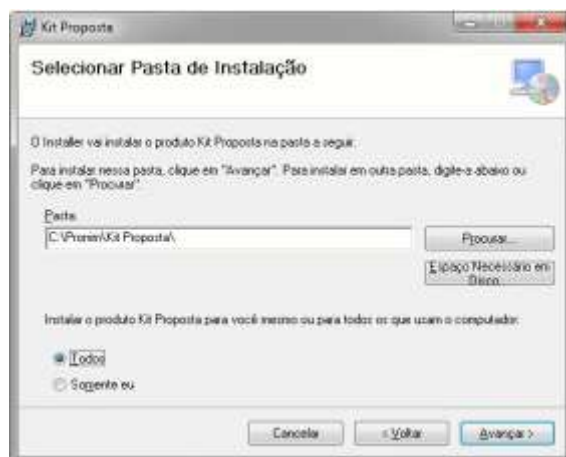 Kit Proposta
Selecionar Pasta de Instalação
O Installer vai instalar o produto Kit Proposta na pasta a seguir.
Para instalar nessa pasta, clique em "Avançar". Para instalar em outra pasta, digite-a abaixo ou
clique em "Procurar".
Pasta:
C:\Pronim\Kit Proposta\
Procurar...
Espaço Necessário em
Disco
Instalar o produto Kit Proposta para você mesmo ou para todos os que usam o computador:
Todos
Somente eu
Cancelar
< Voltar
Avançar >